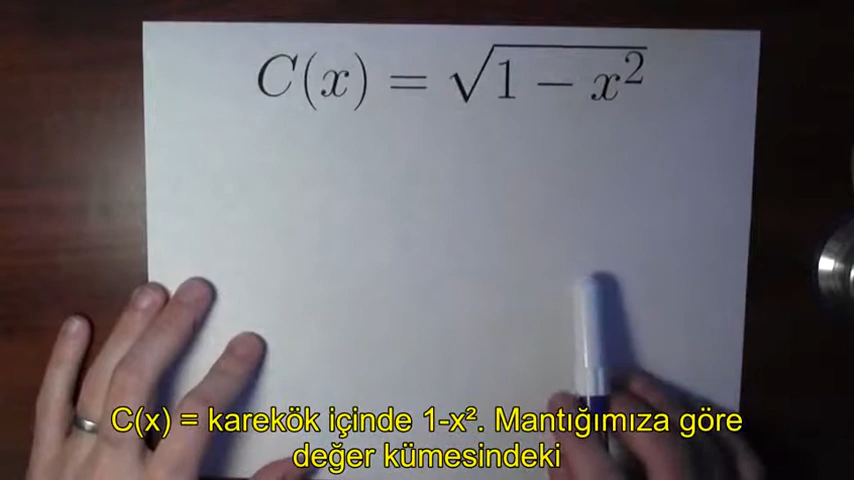 C(x) = √(1 − x²)
C(x) = karekök içinde 1-x². Mantığımıza göre
değer kümesindeki